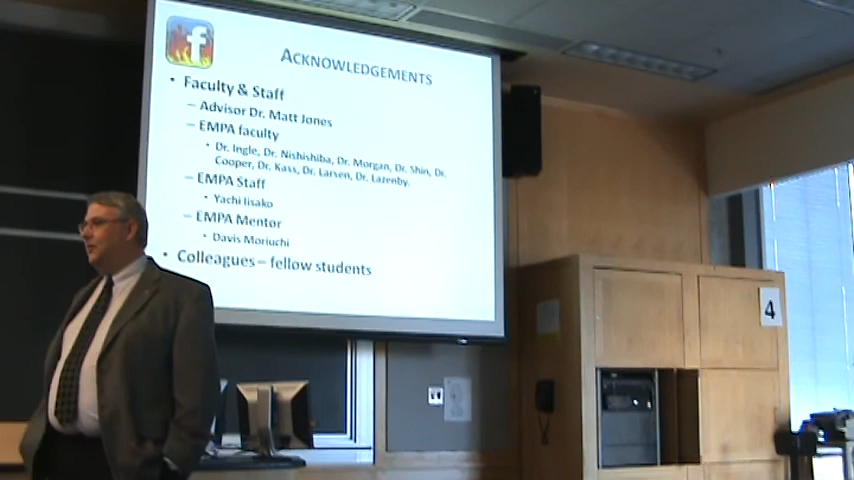 f
ACKNOWLEDGEMENTS
• Faculty & Staff
– Advisor Dr. Matt Jones
– EMPA faculty
• Dr. Ingle, Dr. Nishishiba, Dr. Morgan, Dr. Shin, Dr.
Cooper, Dr. Kass, Dr. Larsen, Dr. Lazenby.
– EMPA Staff
• Yachi Iisako
– EMPA Mentor
• Davis Moriuchi
• Colleagues – fellow students
4